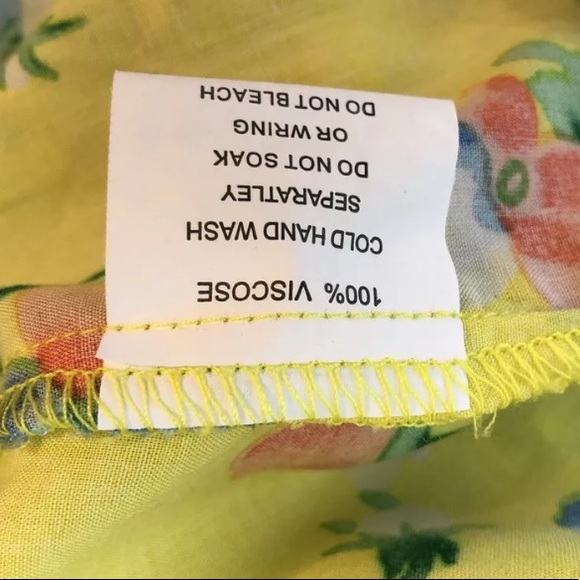 100% VISCOSE
COLD HAND WASH
SEPARATLEY
DO NOT SOAK
OR WRING
DO NOT BLEACH